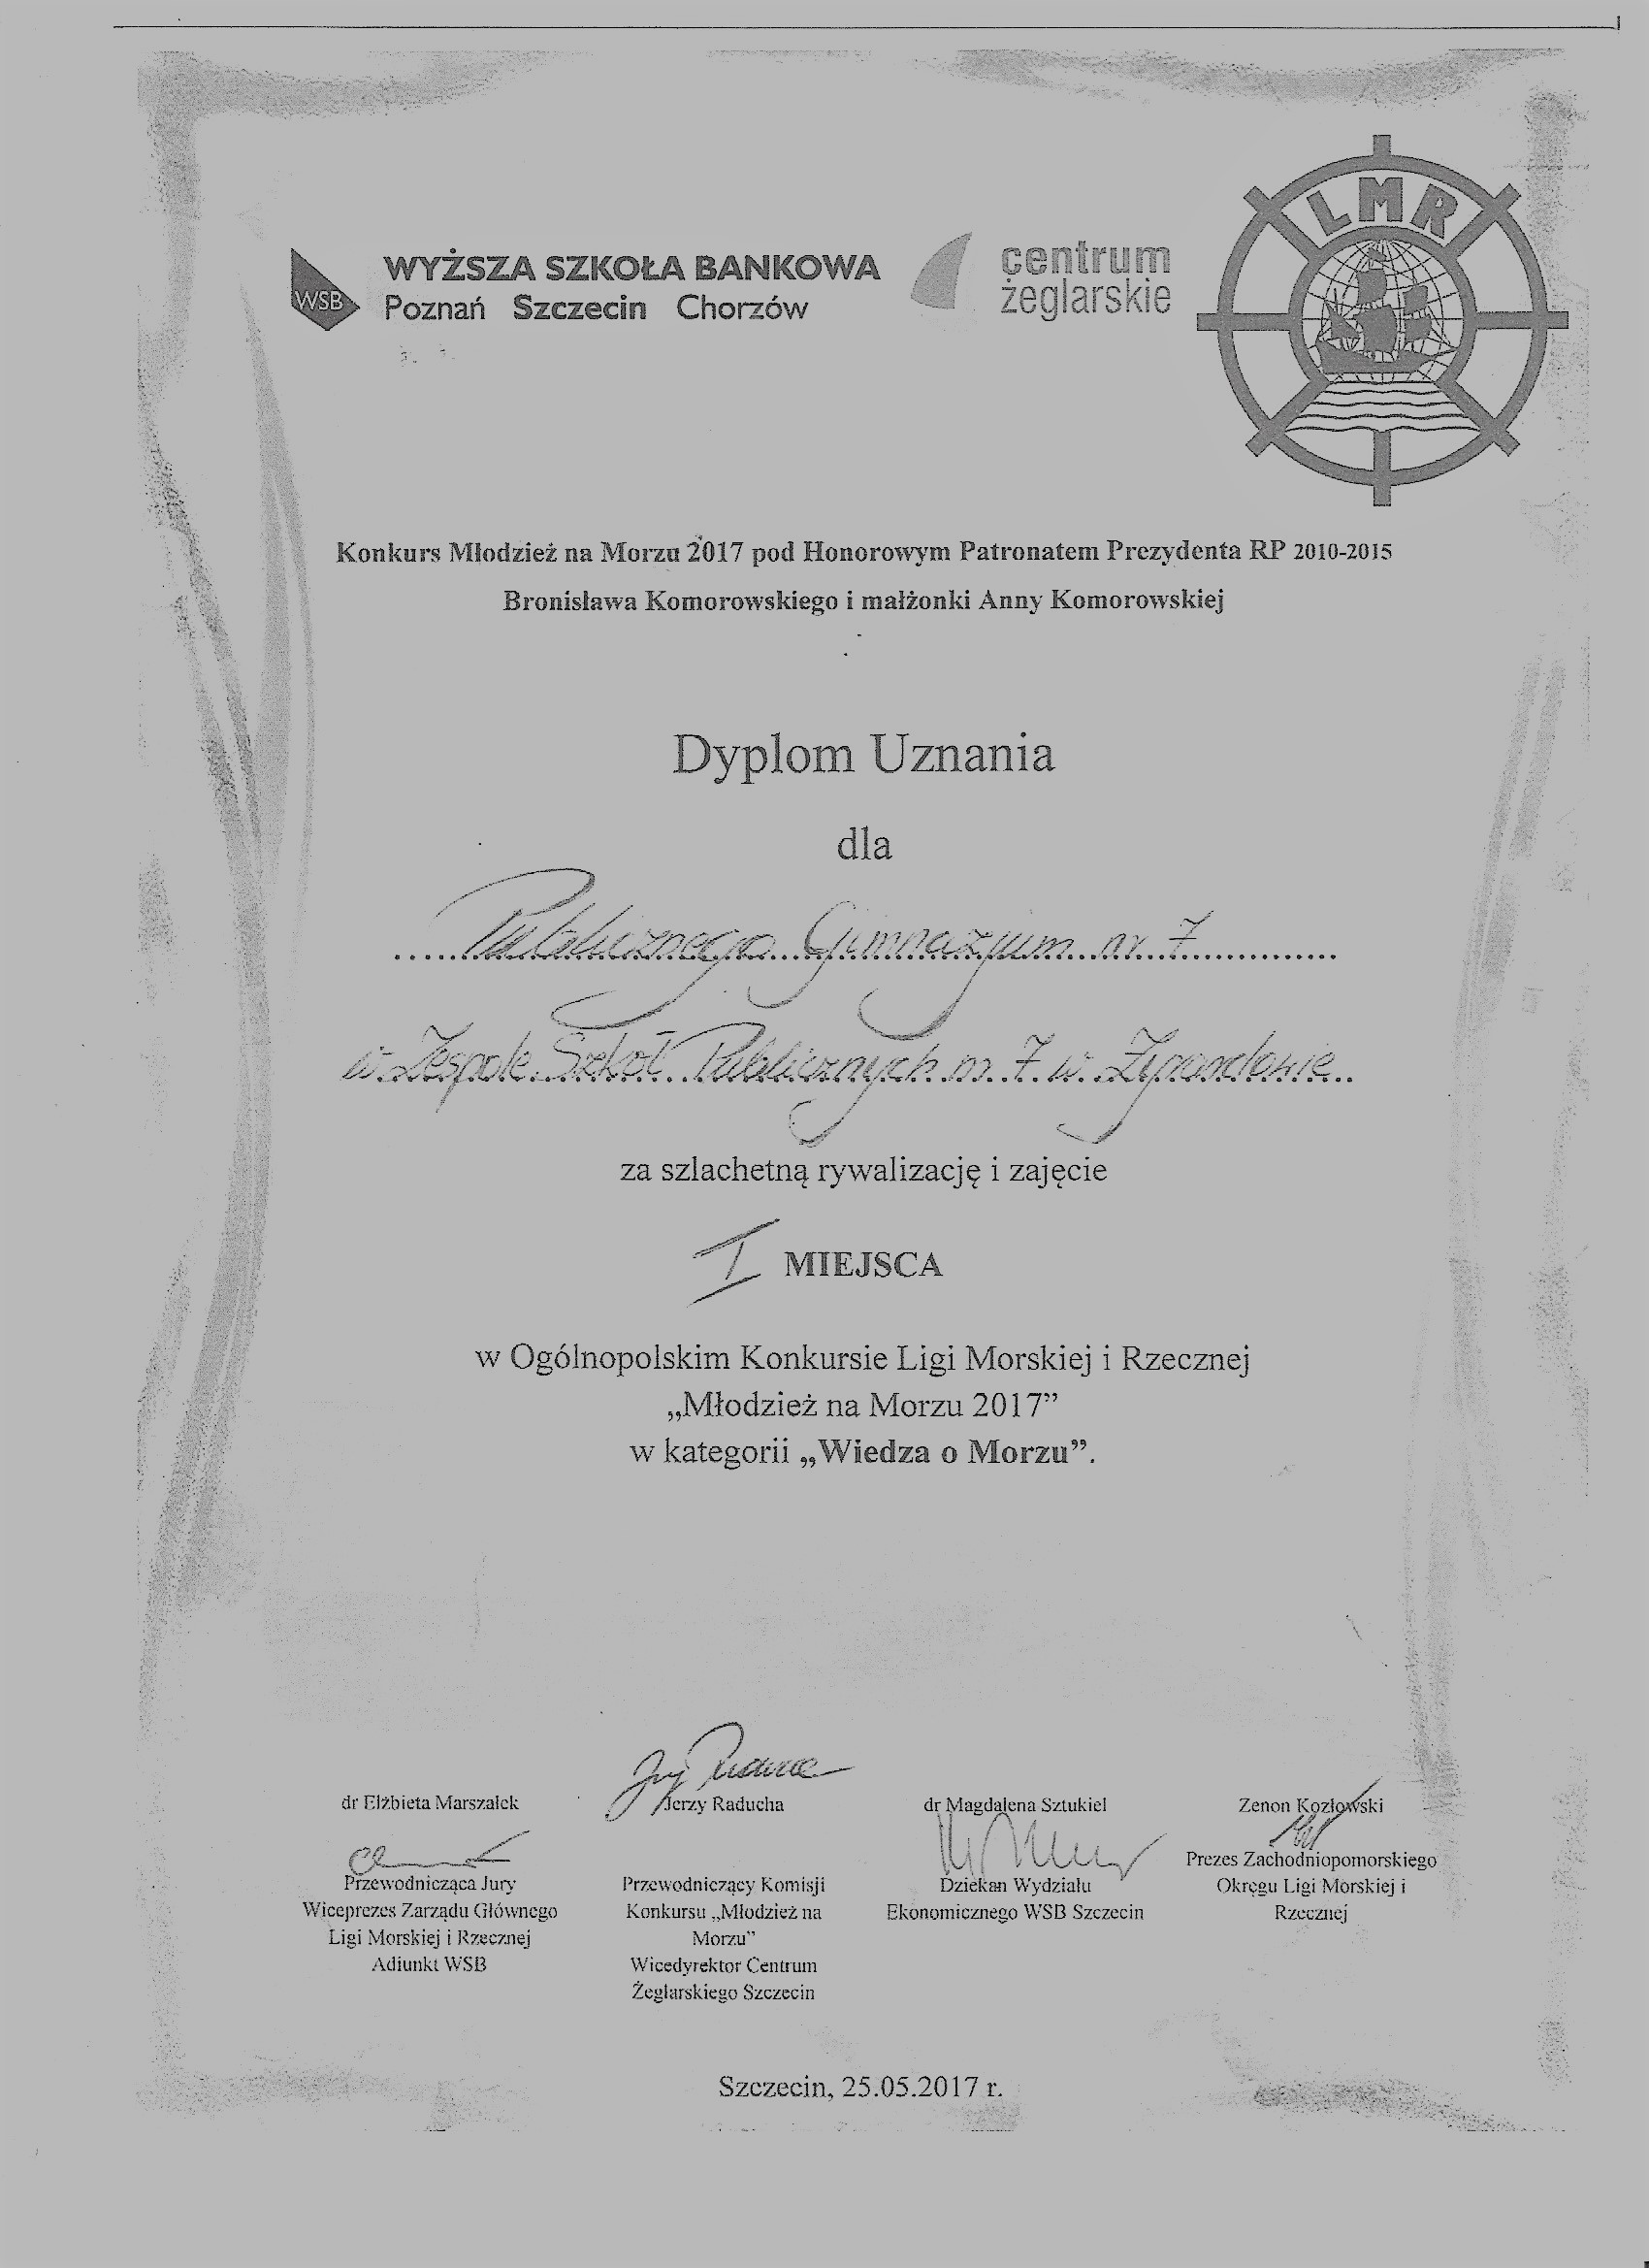 WSB
WYŻSZA SZKOŁA BANKOWA
Poznań Szczecin Chorzów
centrum
żeglarskie
LMR
Konkurs Młodzież na Morzu 2017 pod Honorowym Patronatem Prezydenta RP 2010-2015
Bronisława Komorowskiego i małżonki Anny Komorowskiej
Dyplom Uznania
dla
Publicznego Gimnazjum nr 7
w Zespole Szkół Publicznych nr 7 w Żyrardowie
za szlachetną rywalizację i zajęcie
I MIEJSCA
w Ogólnopolskim Konkursie Ligi Morskiej i Rzecznej
„Młodzież na Morzu 2017”
w kategorii „Wiedza o Morzu”.
dr Elżbieta Marszałek
Przewodnicząca Jury
Wiceprezes Zarządu Głównego
Ligi Morskiej i Rzecznej
Adiunkt WSB
Jerzy Raducha
Przewodniczący Komisji
Konkursu „Młodzież na
Morzu”
Wicedyrektor Centrum
Żeglarskiego Szczecin
dr Magdalena Sztukiel
Dziekan Wydziału
Ekonomicznego WSB Szczecin
Zenon Kozłowski
Prezes Zachodniopomorskiego
Okręgu Ligi Morskiej i
Rzecznej
Szczecin, 25.05.2017 r.